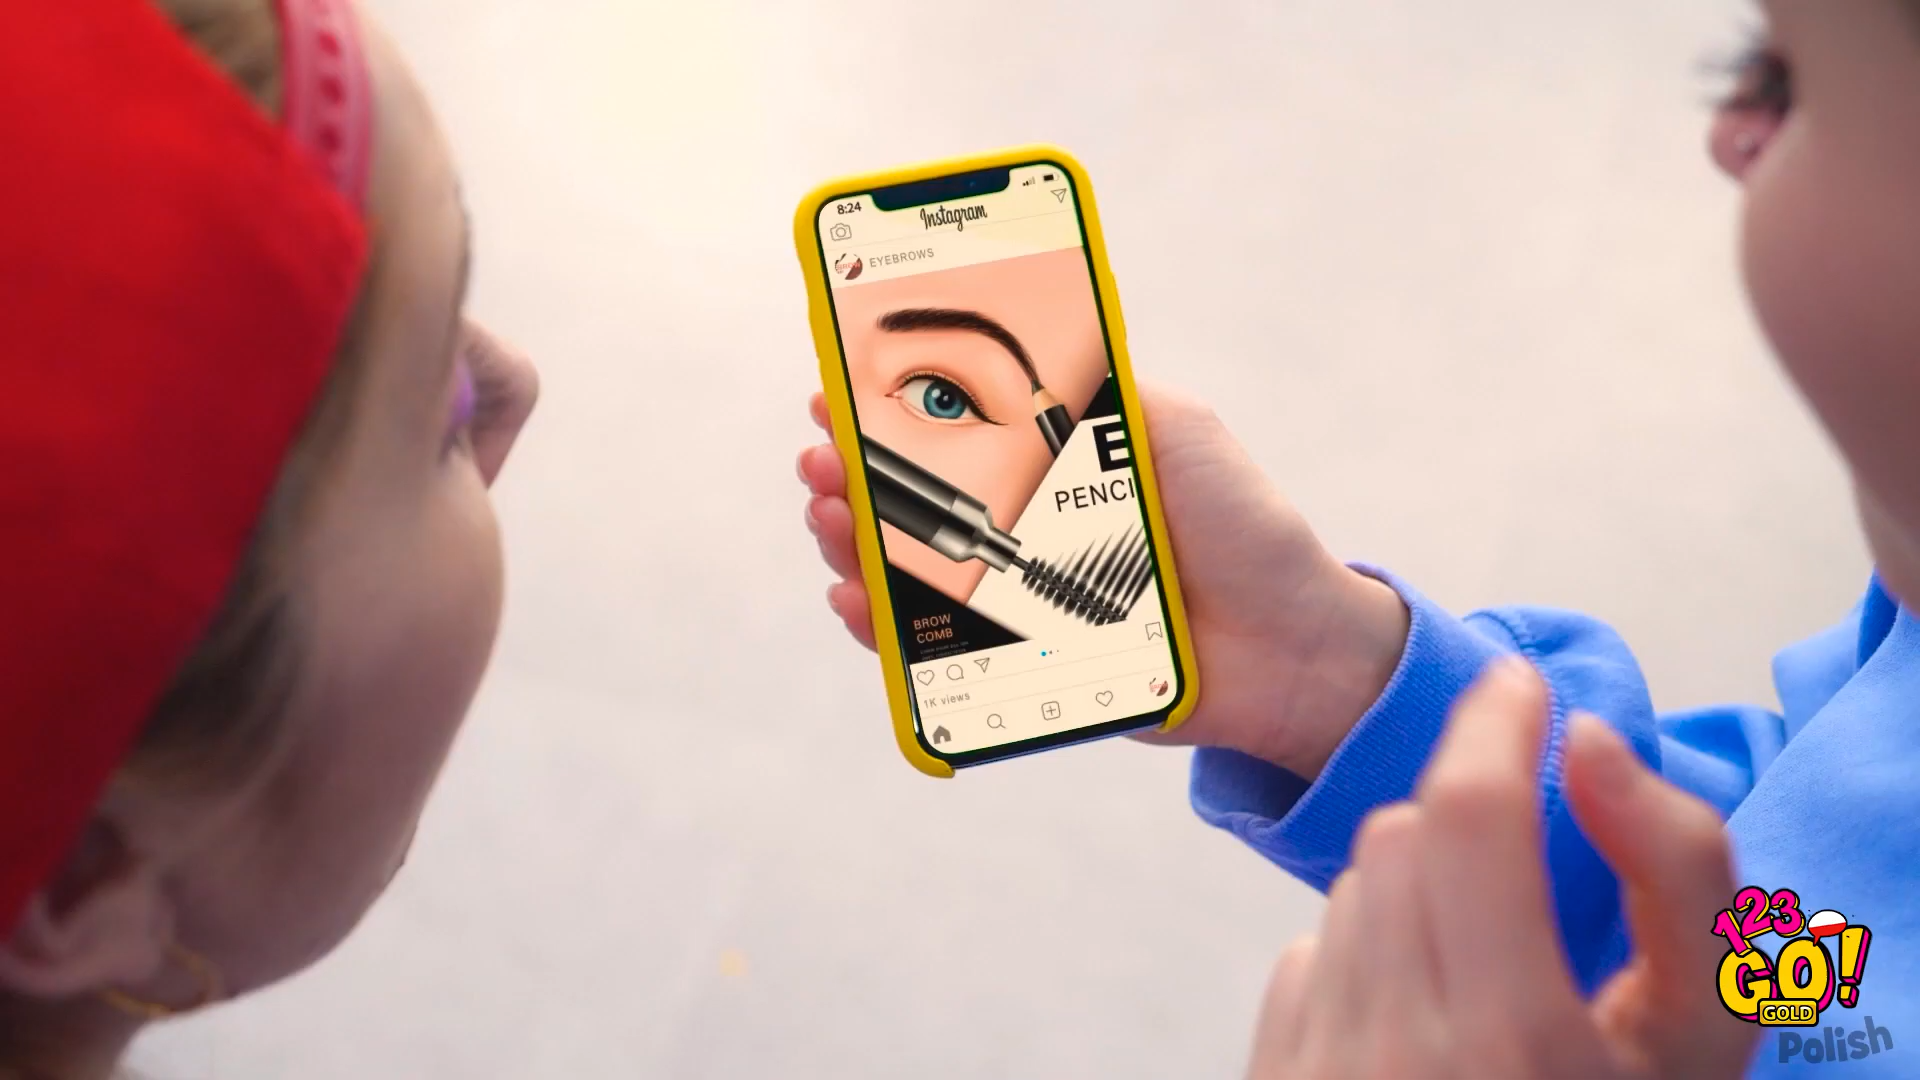 8:24
Instagram
EYEBROWS
E
PENCI
BROW
COMB
1K views
123
GO!
GOLD
Polish